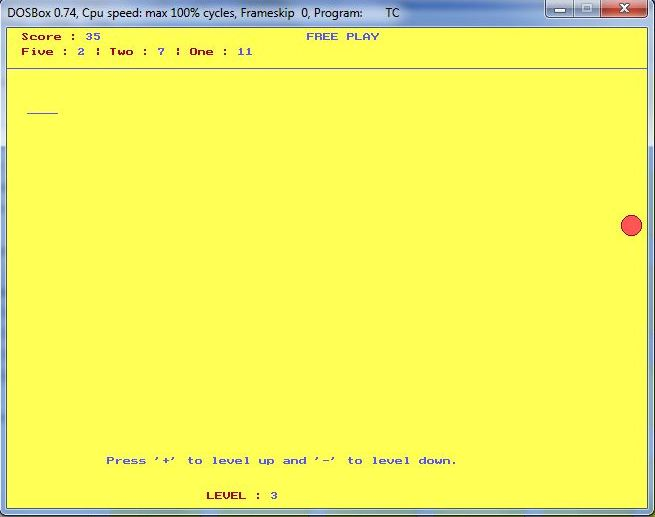 DOSBox 0.74, Cpu speed: max 100% cycles, Frameskip 0, Program: TC
Score : 35 FREE PLAY
Five : 2 | Two : 7 | One : 11
Press '+' to level up and '-' to level down.
LEVEL : 3